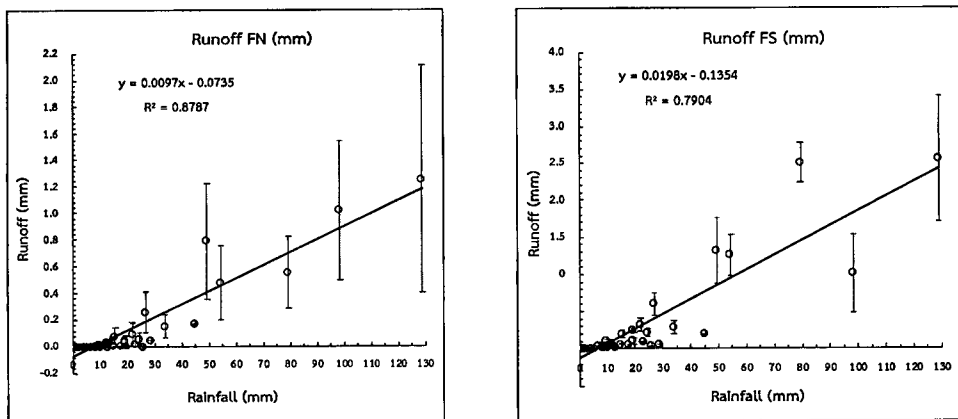 Runoff FN (mm)
y = 0.0097x - 0.0735
R² = 0.8787
Runoff (mm)
2.2
2.0
1.8
1.6
1.4
1.2
1.0
0.8
0.6
0.4
0.2
0.0
-0.2
0 10 20 30 40 50 60 70 80 90 100 110 120 130
Rainfall (mm)
Runoff FS (mm)
y = 0.0198x - 0.1354
R² = 0.7904
Runoff (mm)
4.0
3.5
3.0
2.5
2.0
1.5
0
0 10 20 30 40 50 60 70 80 90 100 110 120 130
Rainfall (mm)